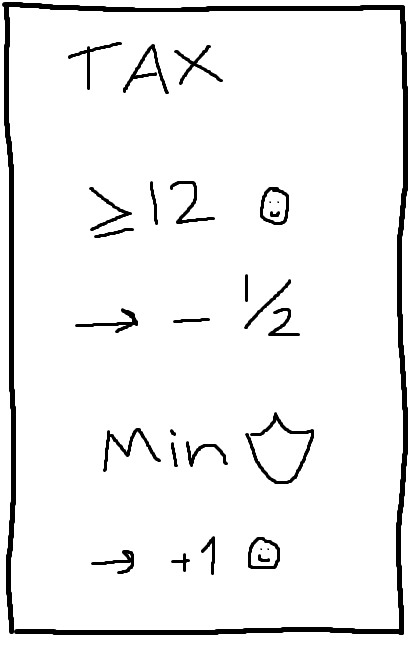 TAX
≥12
→ - 1/2
Min
→ +1